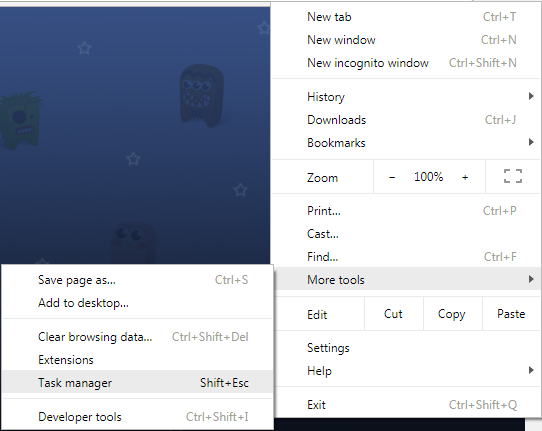 New tab Ctrl+T
New window Ctrl+N
New incognito window Ctrl+Shift+N
History
Downloads Ctrl+J
Bookmarks
Zoom − 100% +
Print... Ctrl+P
Cast...
Find... Ctrl+F
More tools
Edit Cut Copy Paste
Settings
Help
Exit Ctrl+Shift+Q
Save page as... Ctrl+S
Add to desktop...
Clear browsing data... Ctrl+Shift+Del
Extensions
Task manager Shift+Esc
Developer tools Ctrl+Shift+I